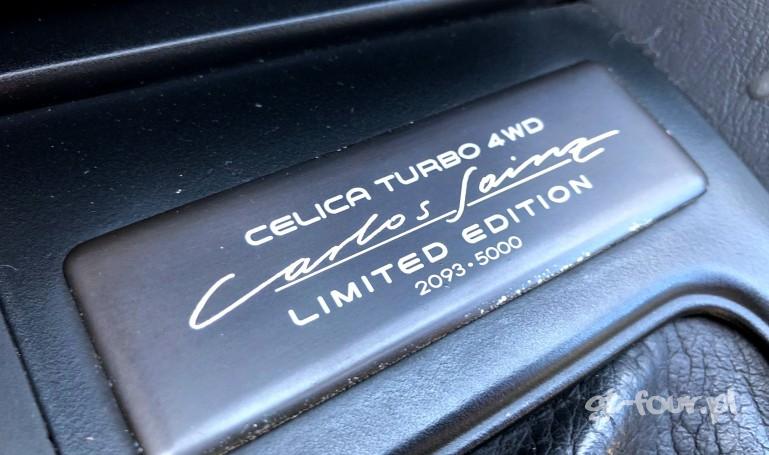 CELICA TURBO 4WD
Carlos Sainz
LIMITED EDITION
2093·5000
gt-four.pl